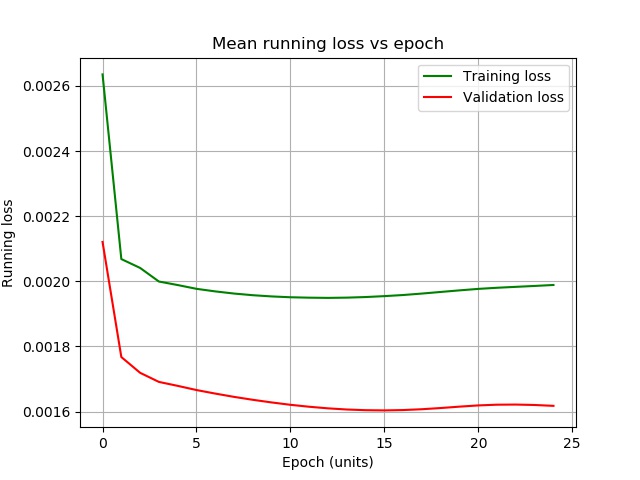 Mean running loss vs epoch
Training loss
Validation loss
0.0026
0.0024
0.0022
0.0020
0.0018
0.0016
Running loss
0
5
10
15
20
25
Epoch (units)